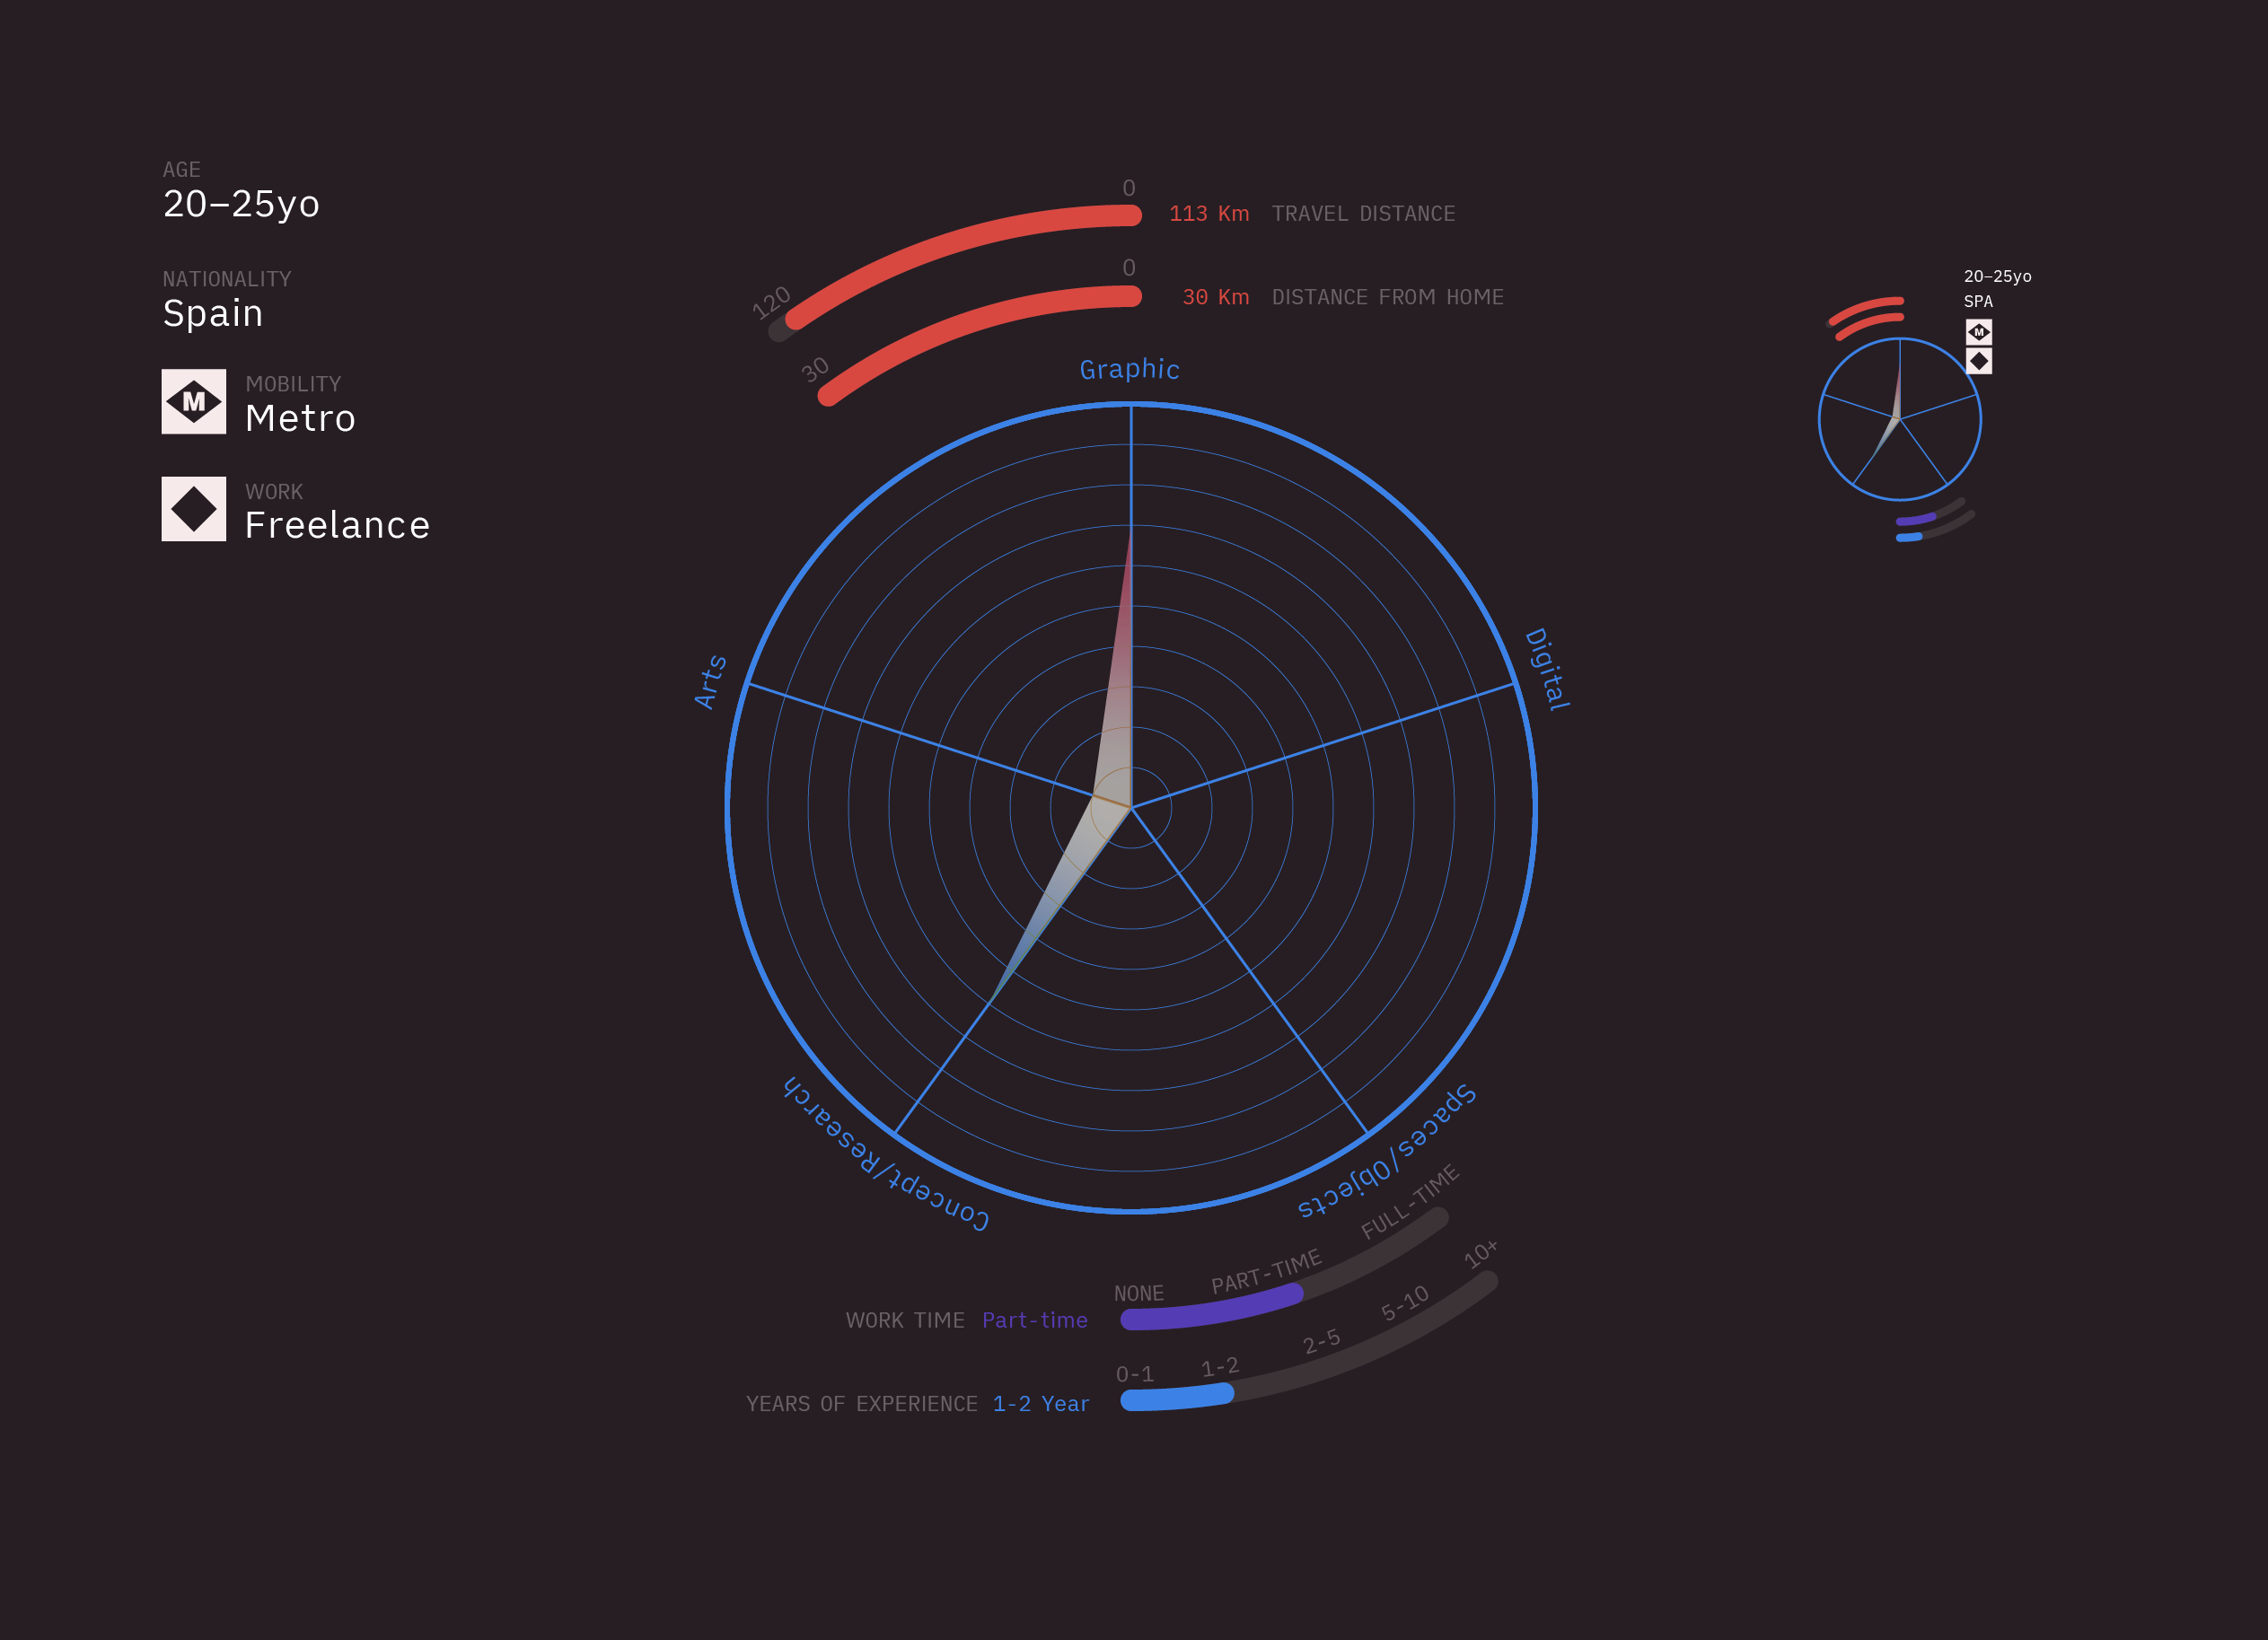 AGE
20–25yo
NATIONALITY
Spain
M
MOBILITY
Metro
WORK
Freelance
0
113 Km TRAVEL DISTANCE
120
0
30 Km DISTANCE FROM HOME
30
Graphic
Digital
Spaces/Objects
Concept/Research
Arts
NONE
PART-TIME
FULL-TIME
WORK TIME Part-time
0-1
1-2
2-5
5-10
10+
YEARS OF EXPERIENCE 1-2 Year
20–25yo
SPA
M